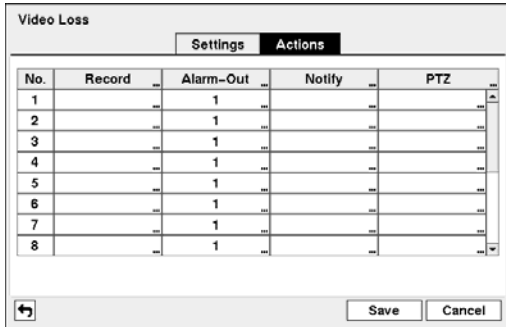 Video Loss
Settings Actions
No. Record ... Alarm-Out ... Notify ... PTZ ...
1 ... 1 ... ... ...
2 ... 1 ... ... ...
3 ... 1 ... ... ...
4 ... 1 ... ... ...
5 ... 1 ... ... ...
6 ... 1 ... ... ...
7 ... 1 ... ... ...
8 ... 1 ... ... ...
Save Cancel